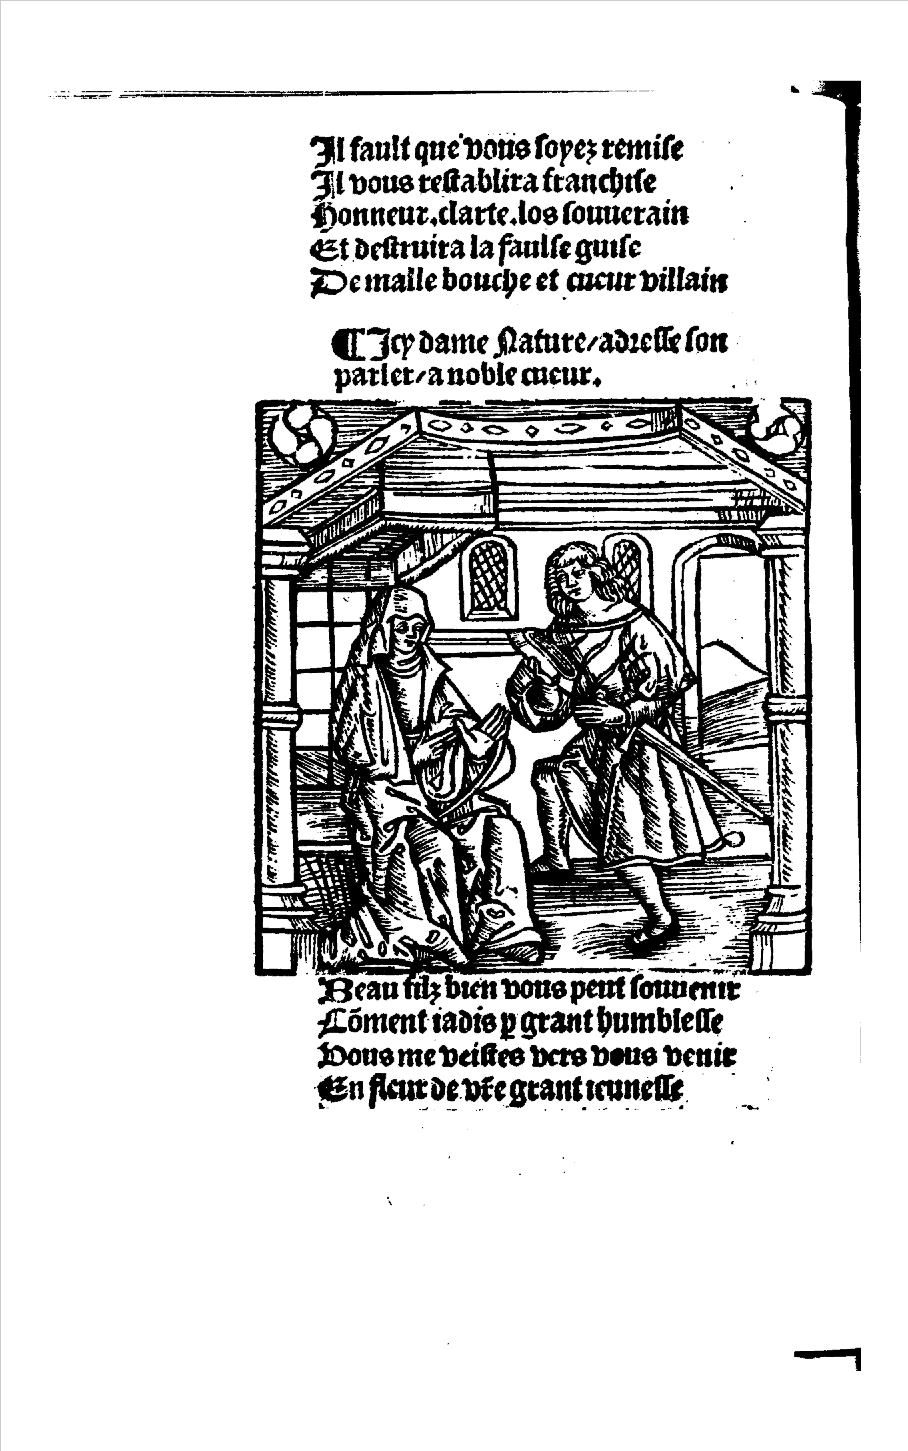 Il fault que vous soyez remise
Il vous restablira franchise
Honneur.clarte.los souuerain
Et destruira la faulse guise
De malle bouche et cueur villain
¶Icy dame Nature/adresse son
parler/a noble cueur.
Beau filz bien vous peut souuenir
Cõment iadis ꝑ grant humblesse
Vous me veistes vers vous venir
En fleur de vr̃e grant ieunesse